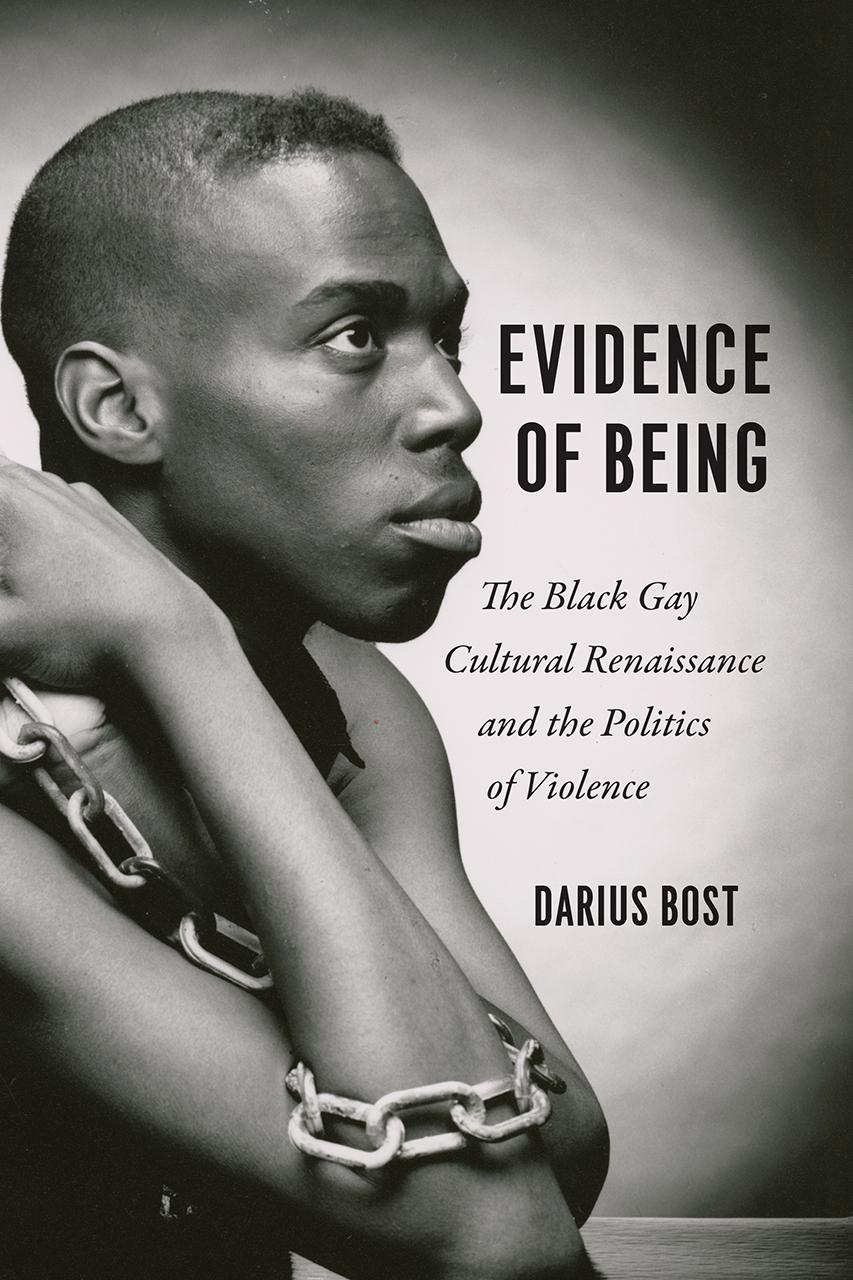 EVIDENCE
OF BEING
The Black Gay
Cultural Renaissance
and the Politics
of Violence
DARIUS BOST